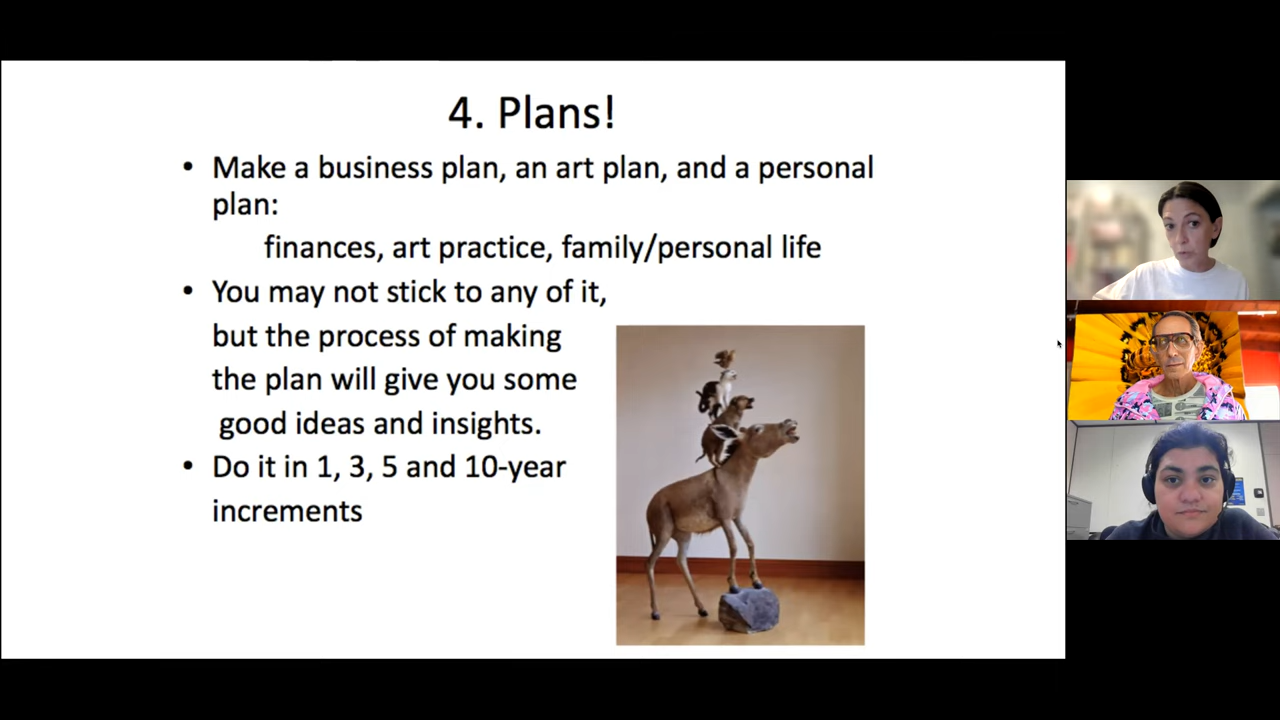 4. Plans!
• Make a business plan, an art plan, and a personal
plan:
finances, art practice, family/personal life
• You may not stick to any of it,
but the process of making
the plan will give you some
good ideas and insights.
• Do it in 1, 3, 5 and 10-year
increments